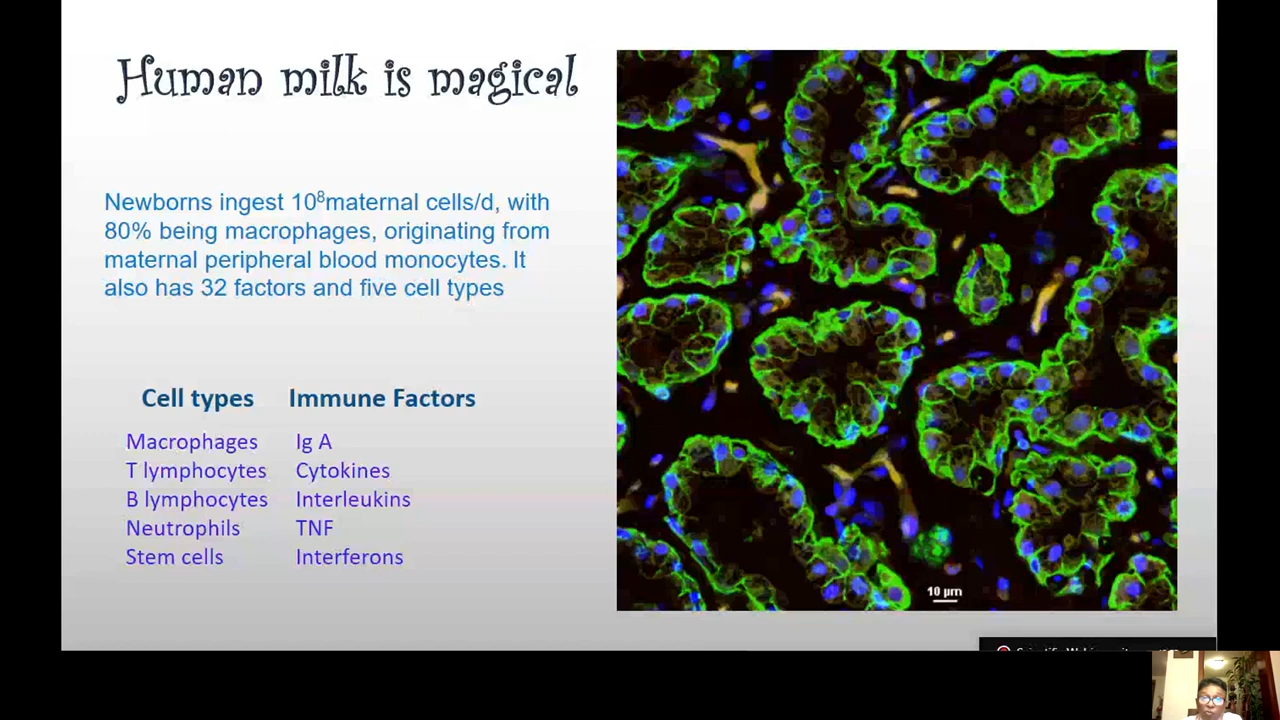 Human milk is magical
Newborns ingest 10⁸maternal cells/d, with
80% being macrophages, originating from
maternal peripheral blood monocytes. It
also has 32 factors and five cell types
Cell types Immune Factors
Macrophages Ig A
T lymphocytes Cytokines
B lymphocytes Interleukins
Neutrophils TNF
Stem cells Interferons
10 µm